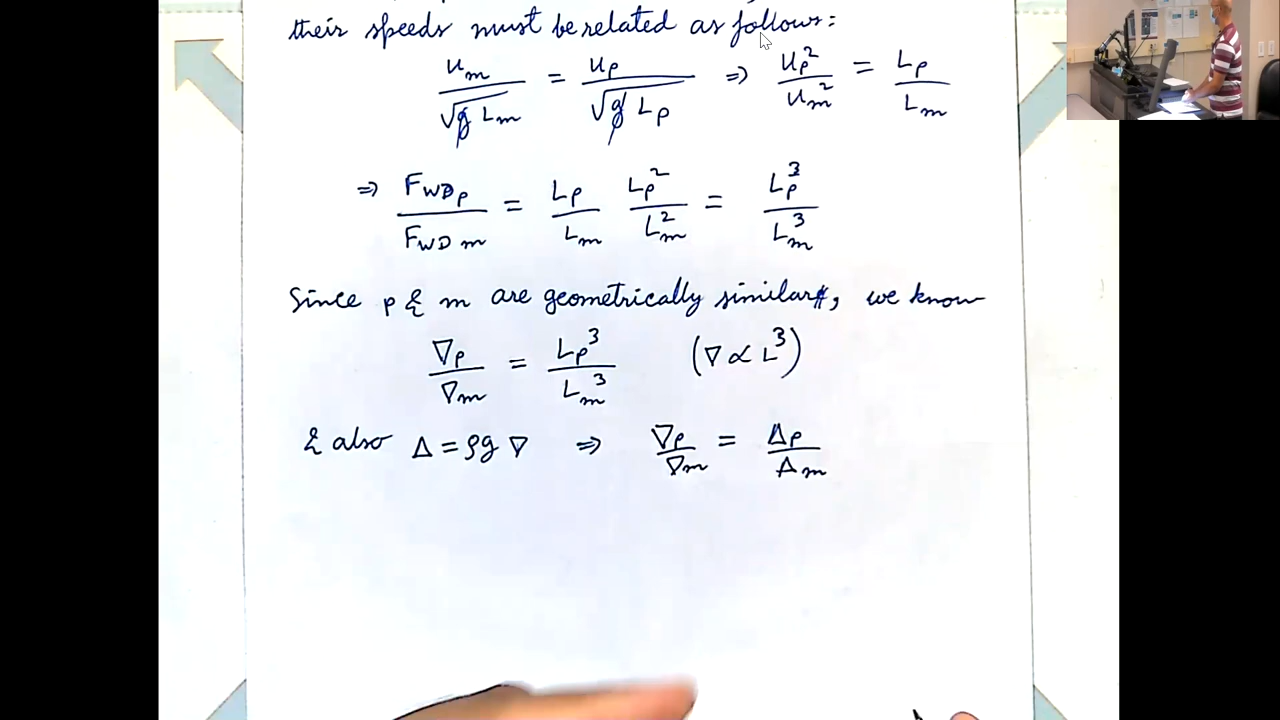 their speeds must be related as follows:
u_m / √(g L_m) = u_p / √(g L_p) ⇒ u_p² / u_m² = L_p / L_m
⇒ F_WD_p / F_WD_m = L_p / L_m L_p² / L_m² = L_p³ / L_m³
Since p & m are geometrically similar, we know
∇_p / ∇_m = L_p³ / L_m³ (∇ ∝ L³)
& also Δ = ρg ∇ ⇒ ∇_p / ∇_m = Δ_p / Δ_m